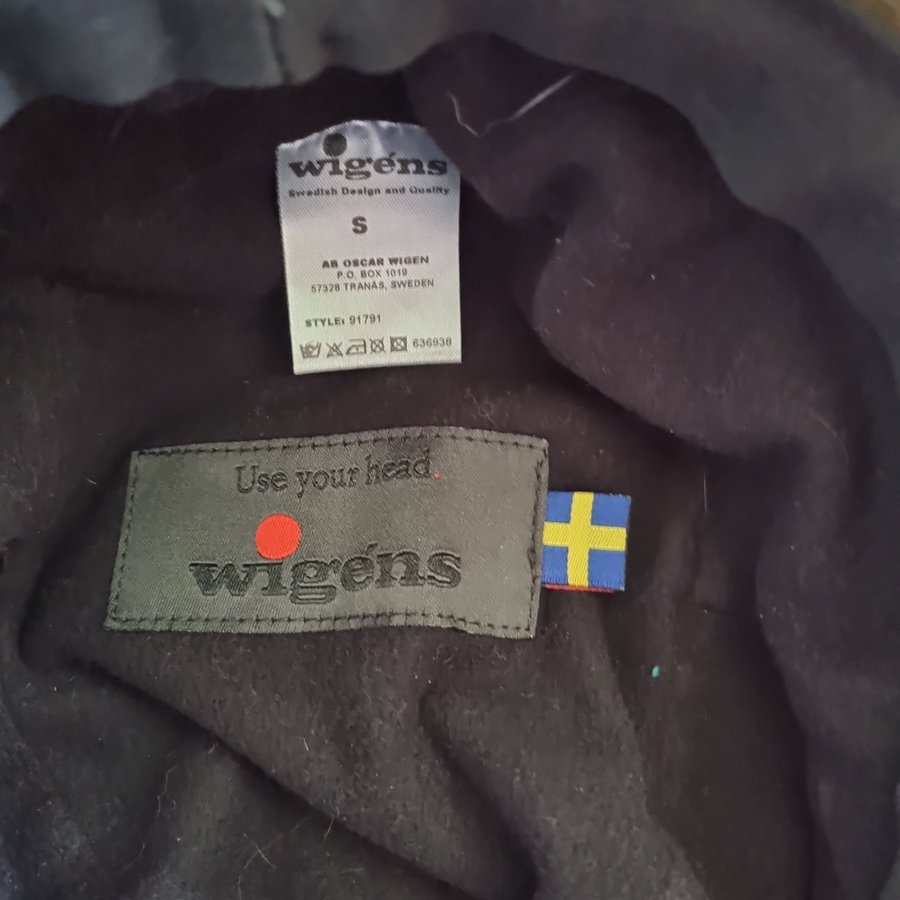 wigéns
Swedish Design and Quality
S
AB OSCAR WIGEN
P.O. BOX 1019
57328 TRANÅS, SWEDEN
STYLE: 91791
636938
Use your head.
wigéns